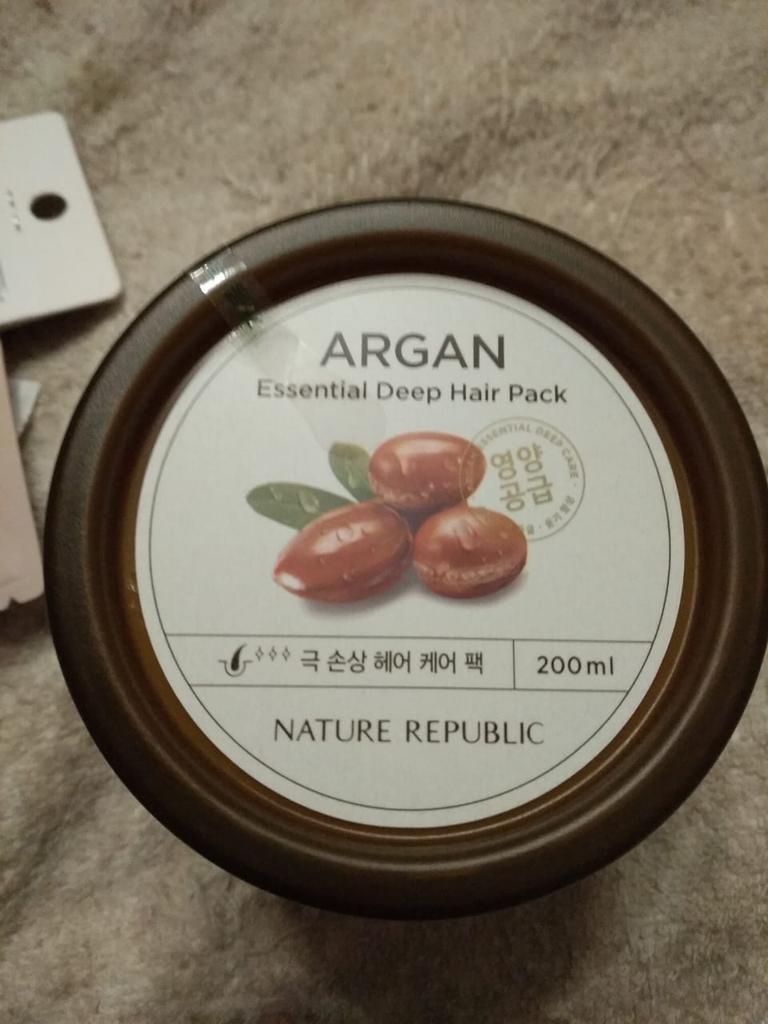 ARGAN
Essential Deep Hair Pack
ESSENTIAL DEEP CARE
영양
공급
극 손상 헤어 케어 팩
200ml
NATURE REPUBLIC